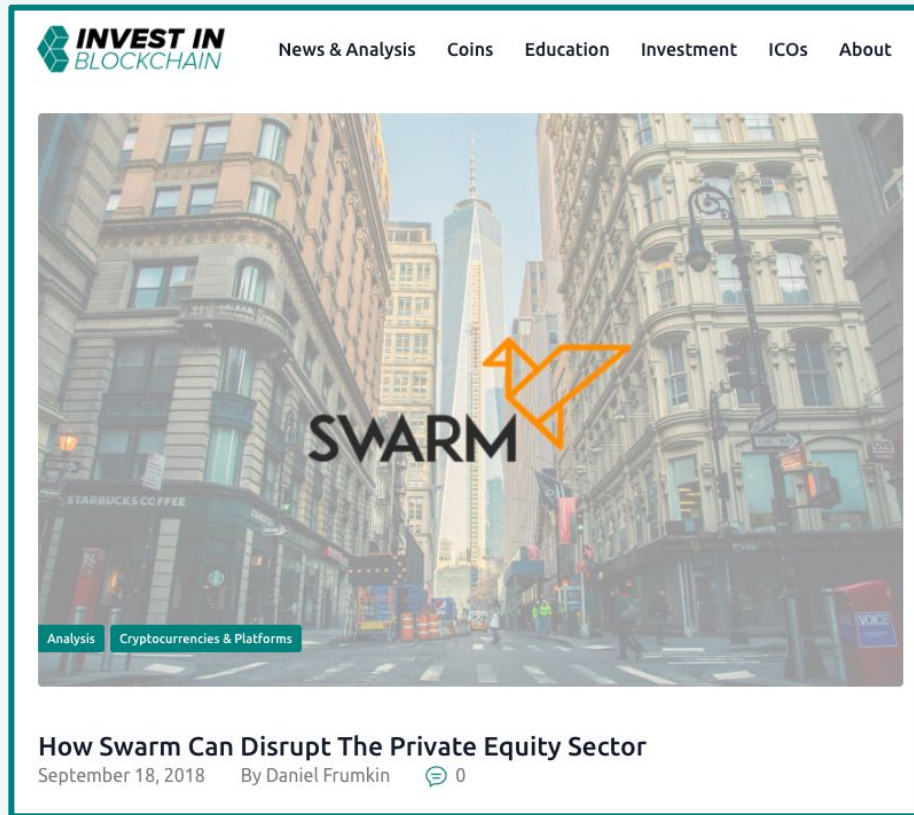 INVEST IN
BLOCKCHAIN
News & Analysis Coins Education Investment ICOs About
SWARM
STARBUCKS COFFEE
VOICE
Analysis Cryptocurrencies & Platforms
How Swarm Can Disrupt The Private Equity Sector
September 18, 2018 By Daniel Frumkin 0